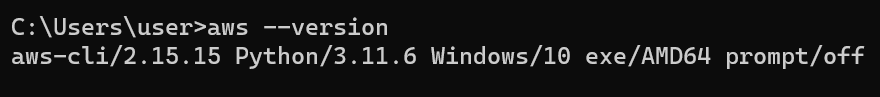 C:\Users\user>aws --version
aws-cli/2.15.15 Python/3.11.6 Windows/10 exe/AMD64 prompt/off